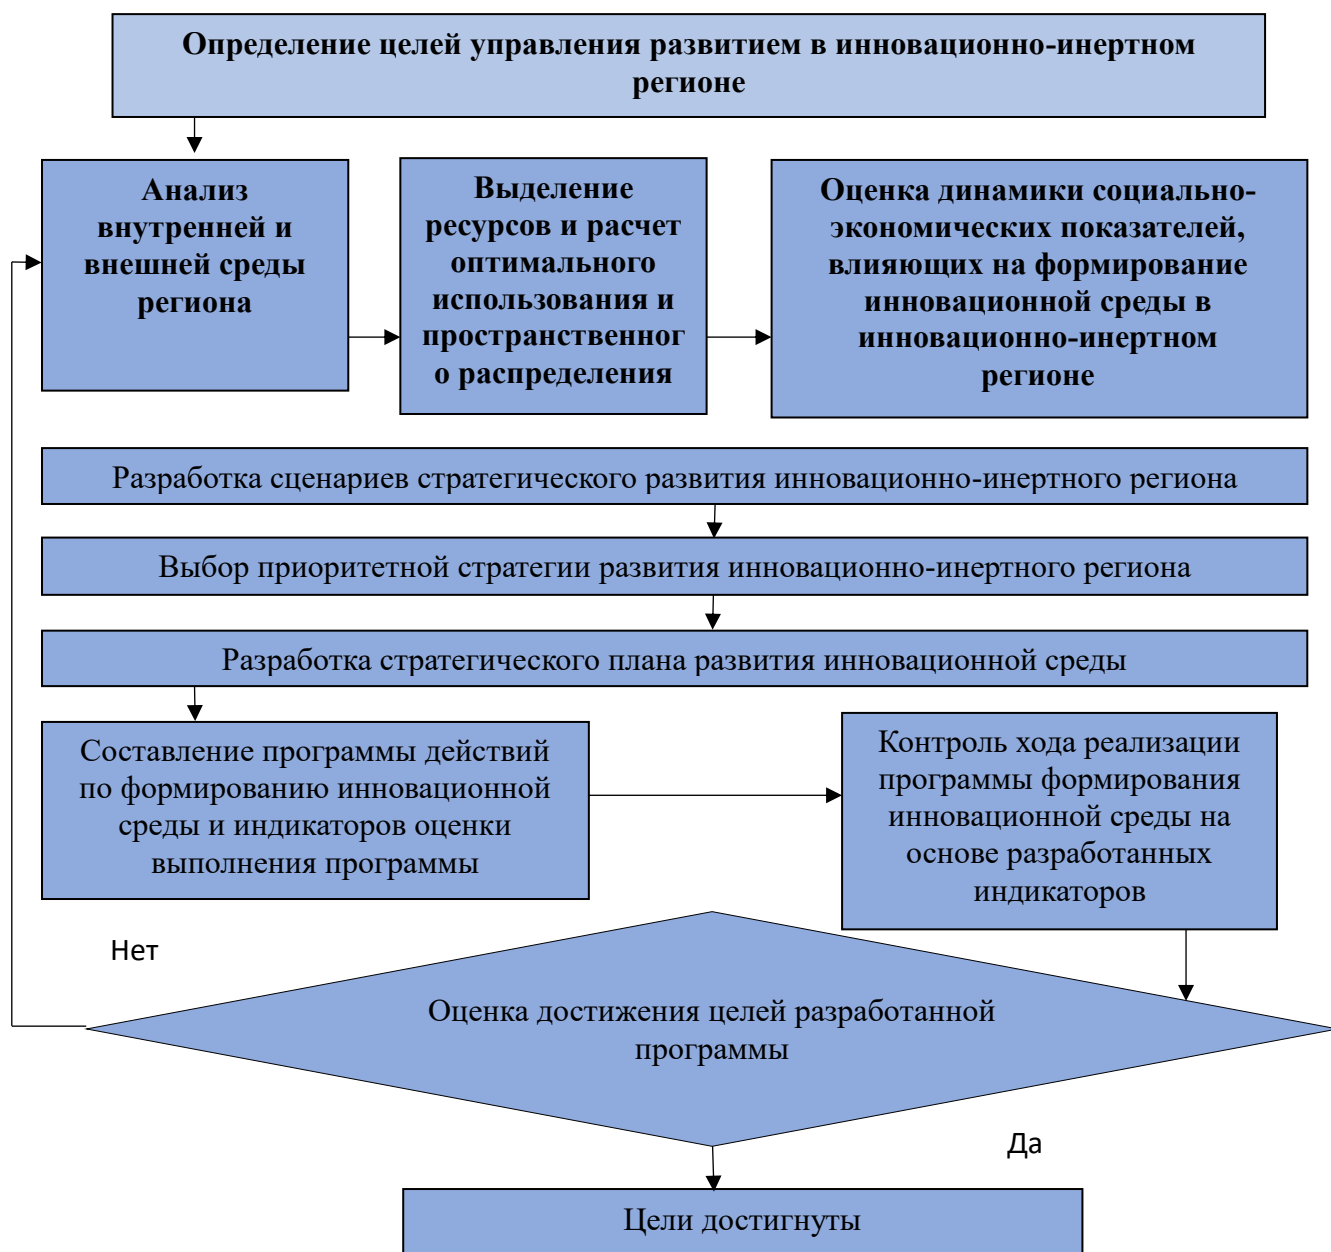 Определение целей управления развитием в инновационно-инертном
регионе
Анализ
внутренней и
внешней среды
региона
Выделение
ресурсов и расчет
оптимального
использования и
пространственног
о распределения
Оценка динамики социально-
экономических показателей,
влияющих на формирование
инновационной среды в
инновационно-инертном
регионе
Разработка сценариев стратегического развития инновационно-инертного региона
Выбор приоритетной стратегии развития инновационно-инертного региона
Разработка стратегического плана развития инновационной среды
Составление программы действий
по формированию инновационной
среды и индикаторов оценки
выполнения программы
Контроль хода реализации
программы формирования
инновационной среды на
основе разработанных
индикаторов
Нет
Оценка достижения целей разработанной
программы
Да
Цели достигнуты